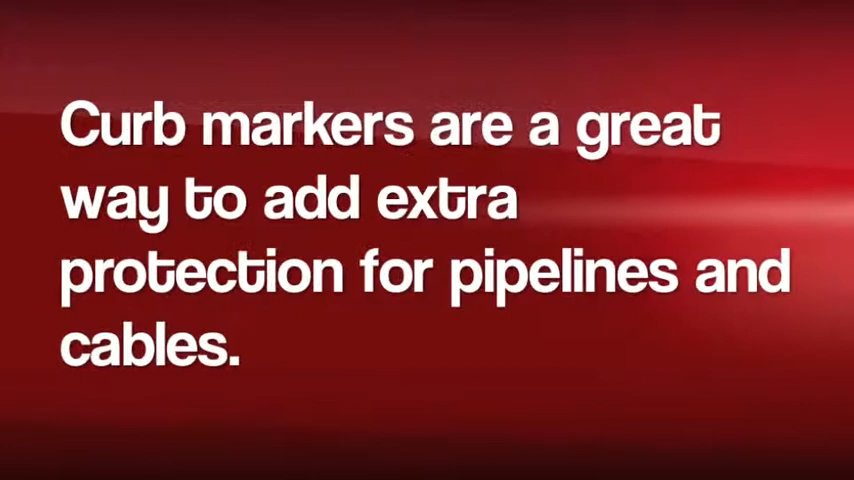 Curb markers are a great
way to add extra
protection for pipelines and
cables.